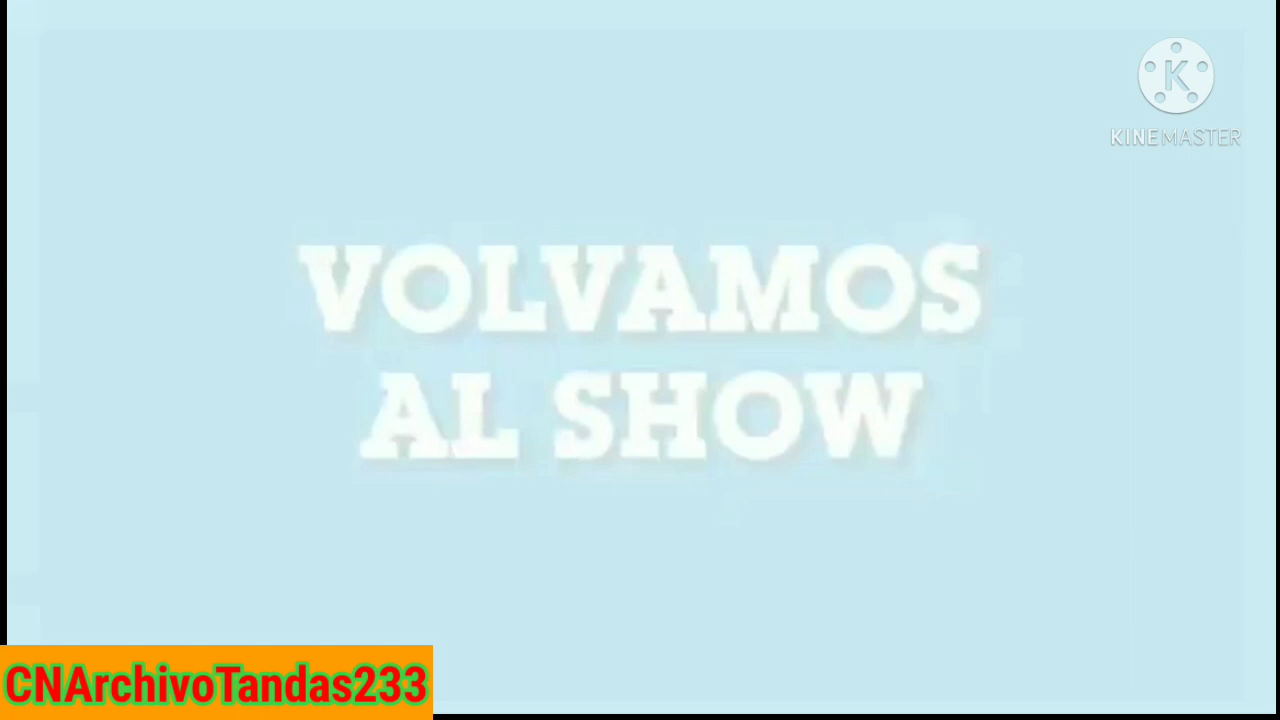 K
KINEMASTER
VOLVAMOS
AL SHOW
CNArchivoTandas233